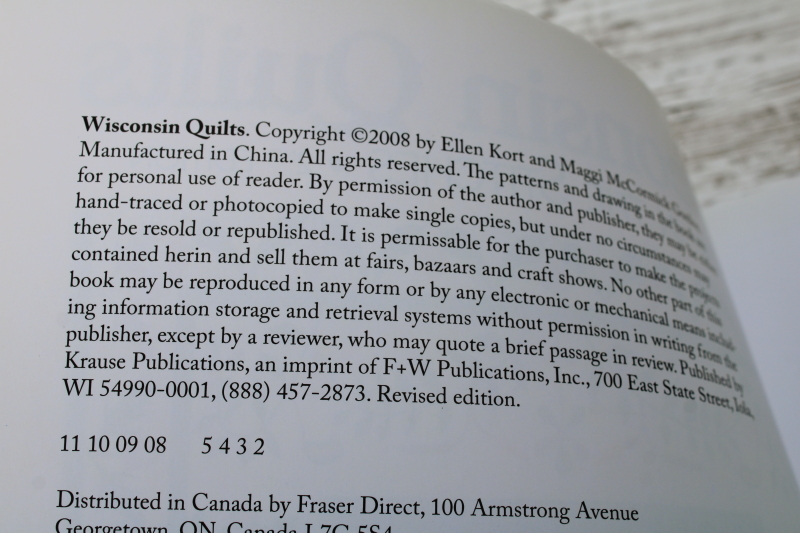 Wisconsin Quilts. Copyright ©2008 by Ellen Kort and Maggi McCormick
Manufactured in China. All rights reserved. The patterns and drawing in the book are
for personal use of reader. By permission of the author and publisher, they may be
hand-traced or photocopied to make single copies, but under no circumstances may
they be resold or republished. It is permissable for the purchaser to make the projects
contained herin and sell them at fairs, bazaars and craft shows. No other part of this
book may be reproduced in any form or by any electronic or mechanical means includ-
ing information storage and retrieval systems without permission in writing from the
publisher, except by a reviewer, who may quote a brief passage in review. Published by
Krause Publications, an imprint of F+W Publications, Inc., 700 East State Street, Iola,
WI 54990-0001, (888) 457-2873. Revised edition.
11 10 09 08 5 4 3 2
Distributed in Canada by Fraser Direct, 100 Armstrong Avenue
Georgetown, ON, Canada L7G 5S4